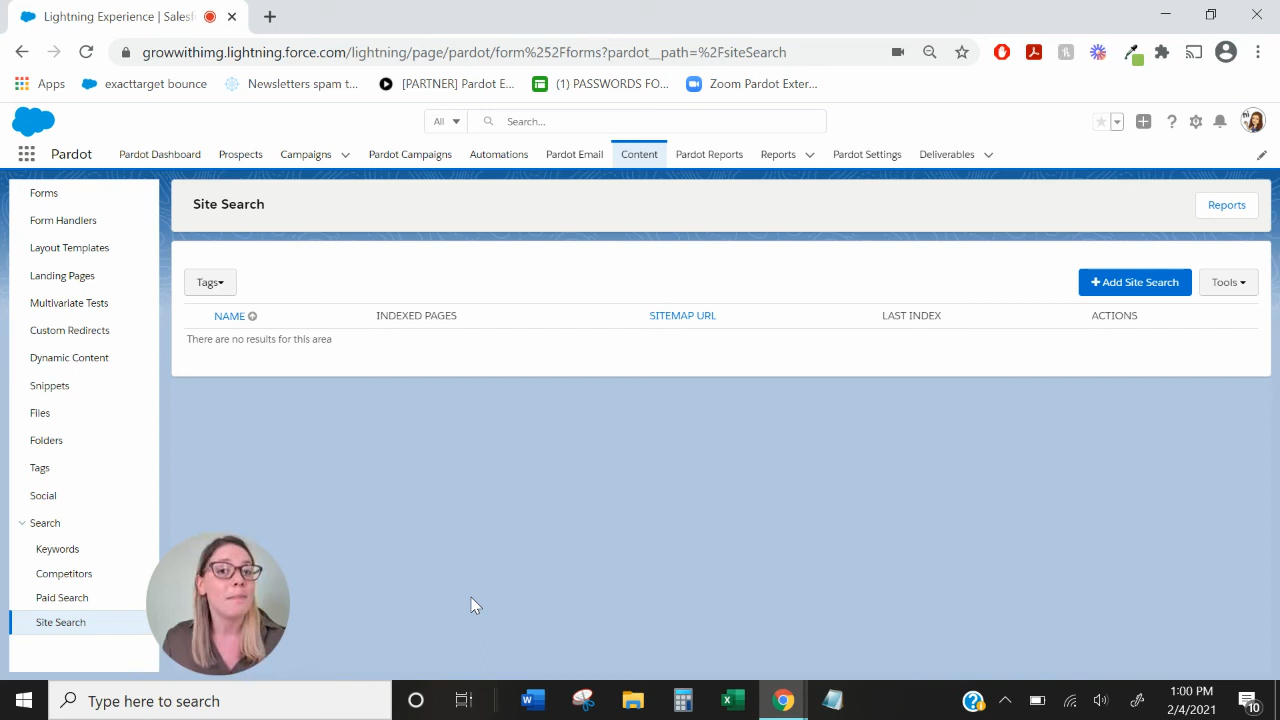 Lightning Experience | Salesf
growwithimg.lightning.force.com/lightning/page/pardot/form%252Fforms?pardot__path=%2FsiteSearch
Apps exacttarget bounce Newsletters spam t... [PARTNER] Pardot E... (1) PASSWORDS FO... Zoom Pardot Exter...
All Search...
Pardot Pardot Dashboard Prospects Campaigns Pardot Campaigns Automations Pardot Email Content Pardot Reports Reports Pardot Settings Deliverables
Forms
Form Handlers
Layout Templates
Landing Pages
Multivariate Tests
Custom Redirects
Dynamic Content
Snippets
Files
Folders
Tags
Social
Search
Keywords
Competitors
Paid Search
Site Search
Site Search
Reports
Tags
+ Add Site Search Tools
NAME INDEXED PAGES SITEMAP URL LAST INDEX ACTIONS
There are no results for this area
Type here to search
1:00 PM
2/4/2021
10